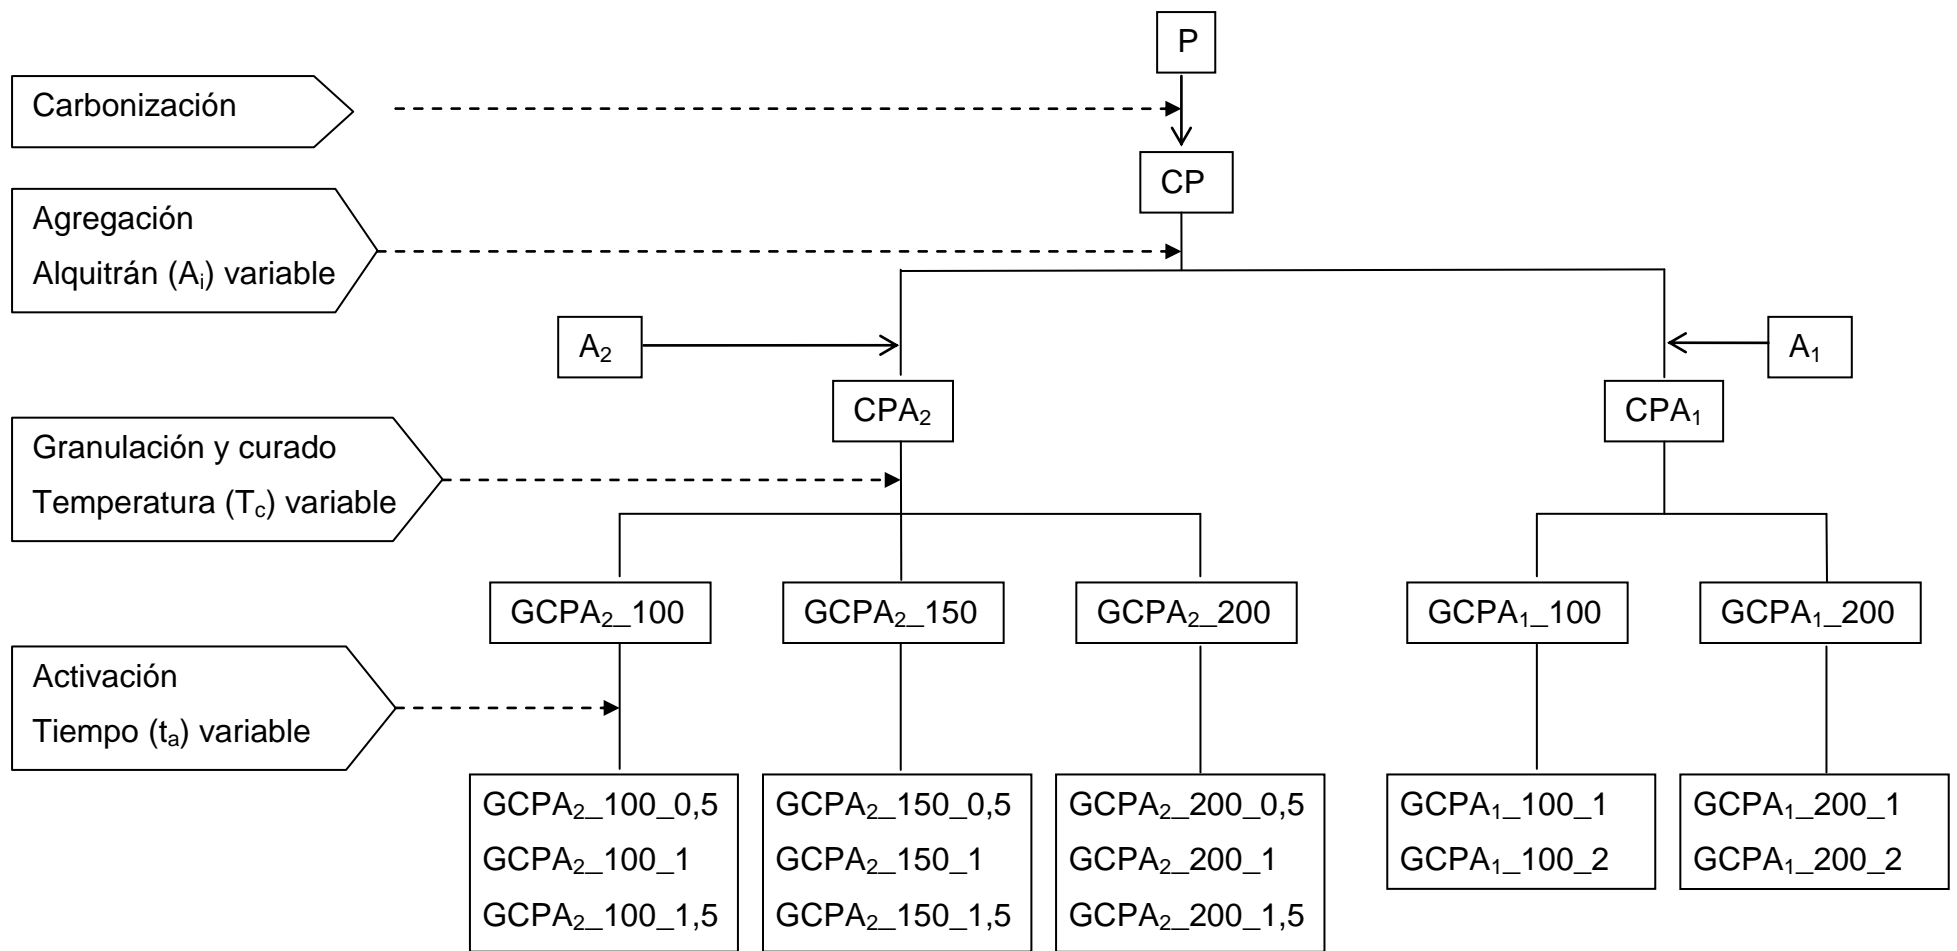 P
Carbonización
CP
Agregación
Alquitrán (Aᵢ) variable
A₂
A₁
CPA₂
CPA₁
Granulación y curado
Temperatura (T꜀) variable
GCPA₂_100
GCPA₂_150
GCPA₂_200
GCPA₁_100
GCPA₁_200
Activación
Tiempo (tₐ) variable
GCPA₂_100_0,5
GCPA₂_100_1
GCPA₂_100_1,5
GCPA₂_150_0,5
GCPA₂_150_1
GCPA₂_150_1,5
GCPA₂_200_0,5
GCPA₂_200_1
GCPA₂_200_1,5
GCPA₁_100_1
GCPA₁_100_2
GCPA₁_200_1
GCPA₁_200_2